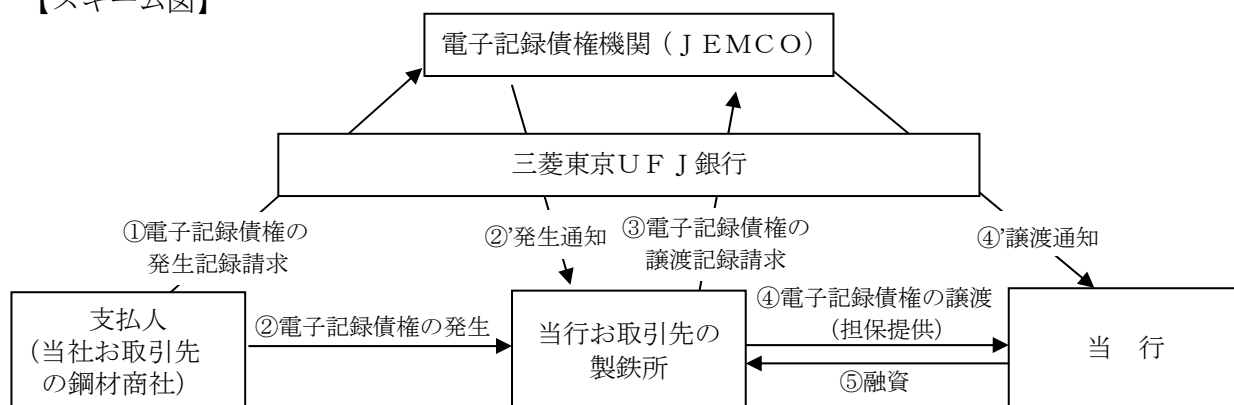 【スキーム図】
電子記録債権機関（ＪＥＭＣＯ）
三菱東京ＵＦＪ銀行
①電子記録債権の
発生記録請求
②’発生通知
③電子記録債権の
譲渡記録請求
④’譲渡通知
支払人
（当社お取引先
の鋼材商社）
②電子記録債権の発生
当行お取引先の
製鉄所
④電子記録債権の譲渡
（担保提供）
⑤融資
当　行